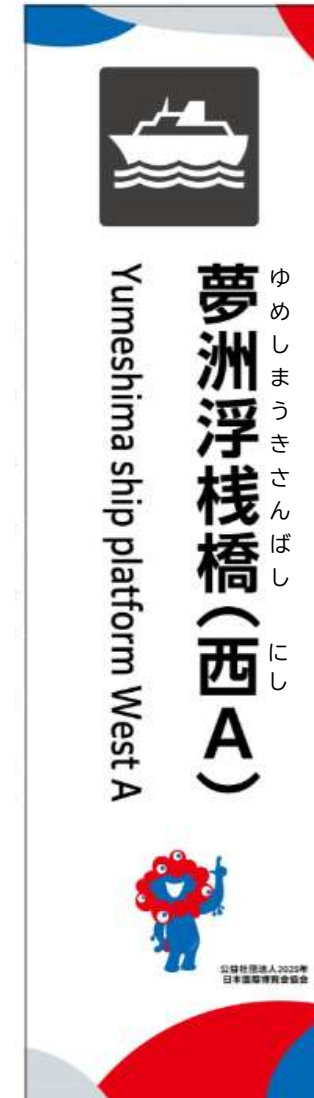 ゆめしまうきさんばし にし
夢洲浮桟橋（西A）
Yumeshima ship platform West A
公益社団法人2025年
日本国際博覧会協会